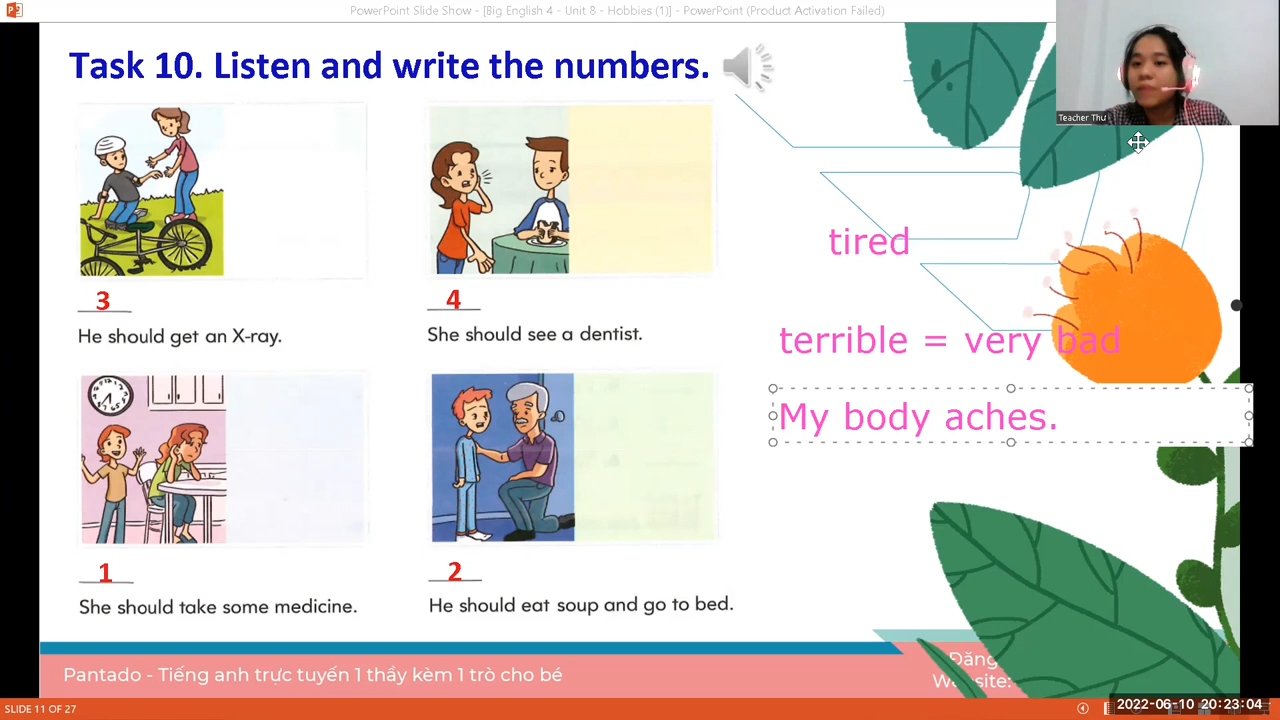 PowerPoint Slide Show - [Big English 4 - Unit 8 - Hobbies (1)] - PowerPoint (Product Activation Failed)
Task 10. Listen and write the numbers.
Teacher Thư
tired
3
4
He should get an X-ray.
She should see a dentist.
terrible = very bad
My body aches.
1
2
She should take some medicine.
He should eat soup and go to bed.
Pantado - Tiếng anh trực tuyến 1 thầy kèm 1 trò cho bé
SLIDE 11 OF 27
2022-06-10 20:23:04